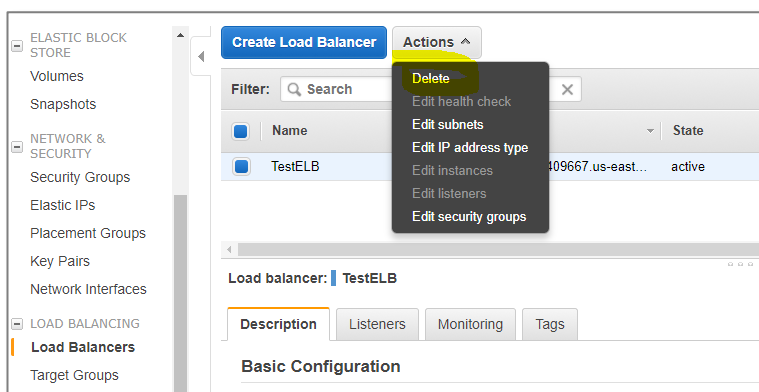 ELASTIC BLOCK
STORE
Volumes
Snapshots
NETWORK &
SECURITY
Security Groups
Elastic IPs
Placement Groups
Key Pairs
Network Interfaces
LOAD BALANCING
Load Balancers
Target Groups
Create Load Balancer
Actions
Delete
Edit health check
Edit subnets
Edit IP address type
Edit instances
Edit listeners
Edit security groups
Filter: Search
Name State
TestELB 409667.us-east... active
Load balancer: TestELB
Description Listeners Monitoring Tags
Basic Configuration